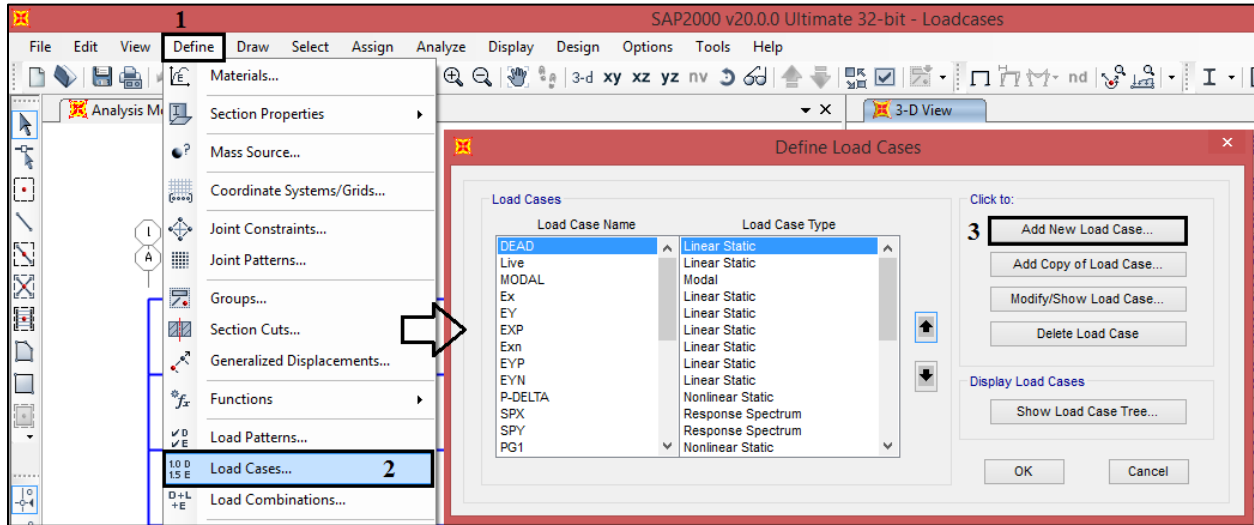 1
SAP2000 v20.0.0 Ultimate 32-bit - Loadcases
File Edit View Define Draw Select Assign Analyze Display Design Options Tools Help
3-d xy xz yz nv nd
Analysis Mo
3-D View
Materials...
Section Properties
Mass Source...
Coordinate Systems/Grids...
Joint Constraints...
Joint Patterns...
Groups...
Section Cuts...
Generalized Displacements...
Functions
Load Patterns...
Load Cases... 2
Load Combinations...
1
A
Define Load Cases
Load Cases
Load Case Name Load Case Type
DEAD Linear Static
Live Linear Static
MODAL Modal
Ex Linear Static
EY Linear Static
EXP Linear Static
Exn Linear Static
EYP Linear Static
EYN Linear Static
P-DELTA Nonlinear Static
SPX Response Spectrum
SPY Response Spectrum
PG1 Nonlinear Static
Click to:
3 Add New Load Case...
Add Copy of Load Case...
Modify/Show Load Case...
Delete Load Case
Display Load Cases
Show Load Case Tree...
OK Cancel